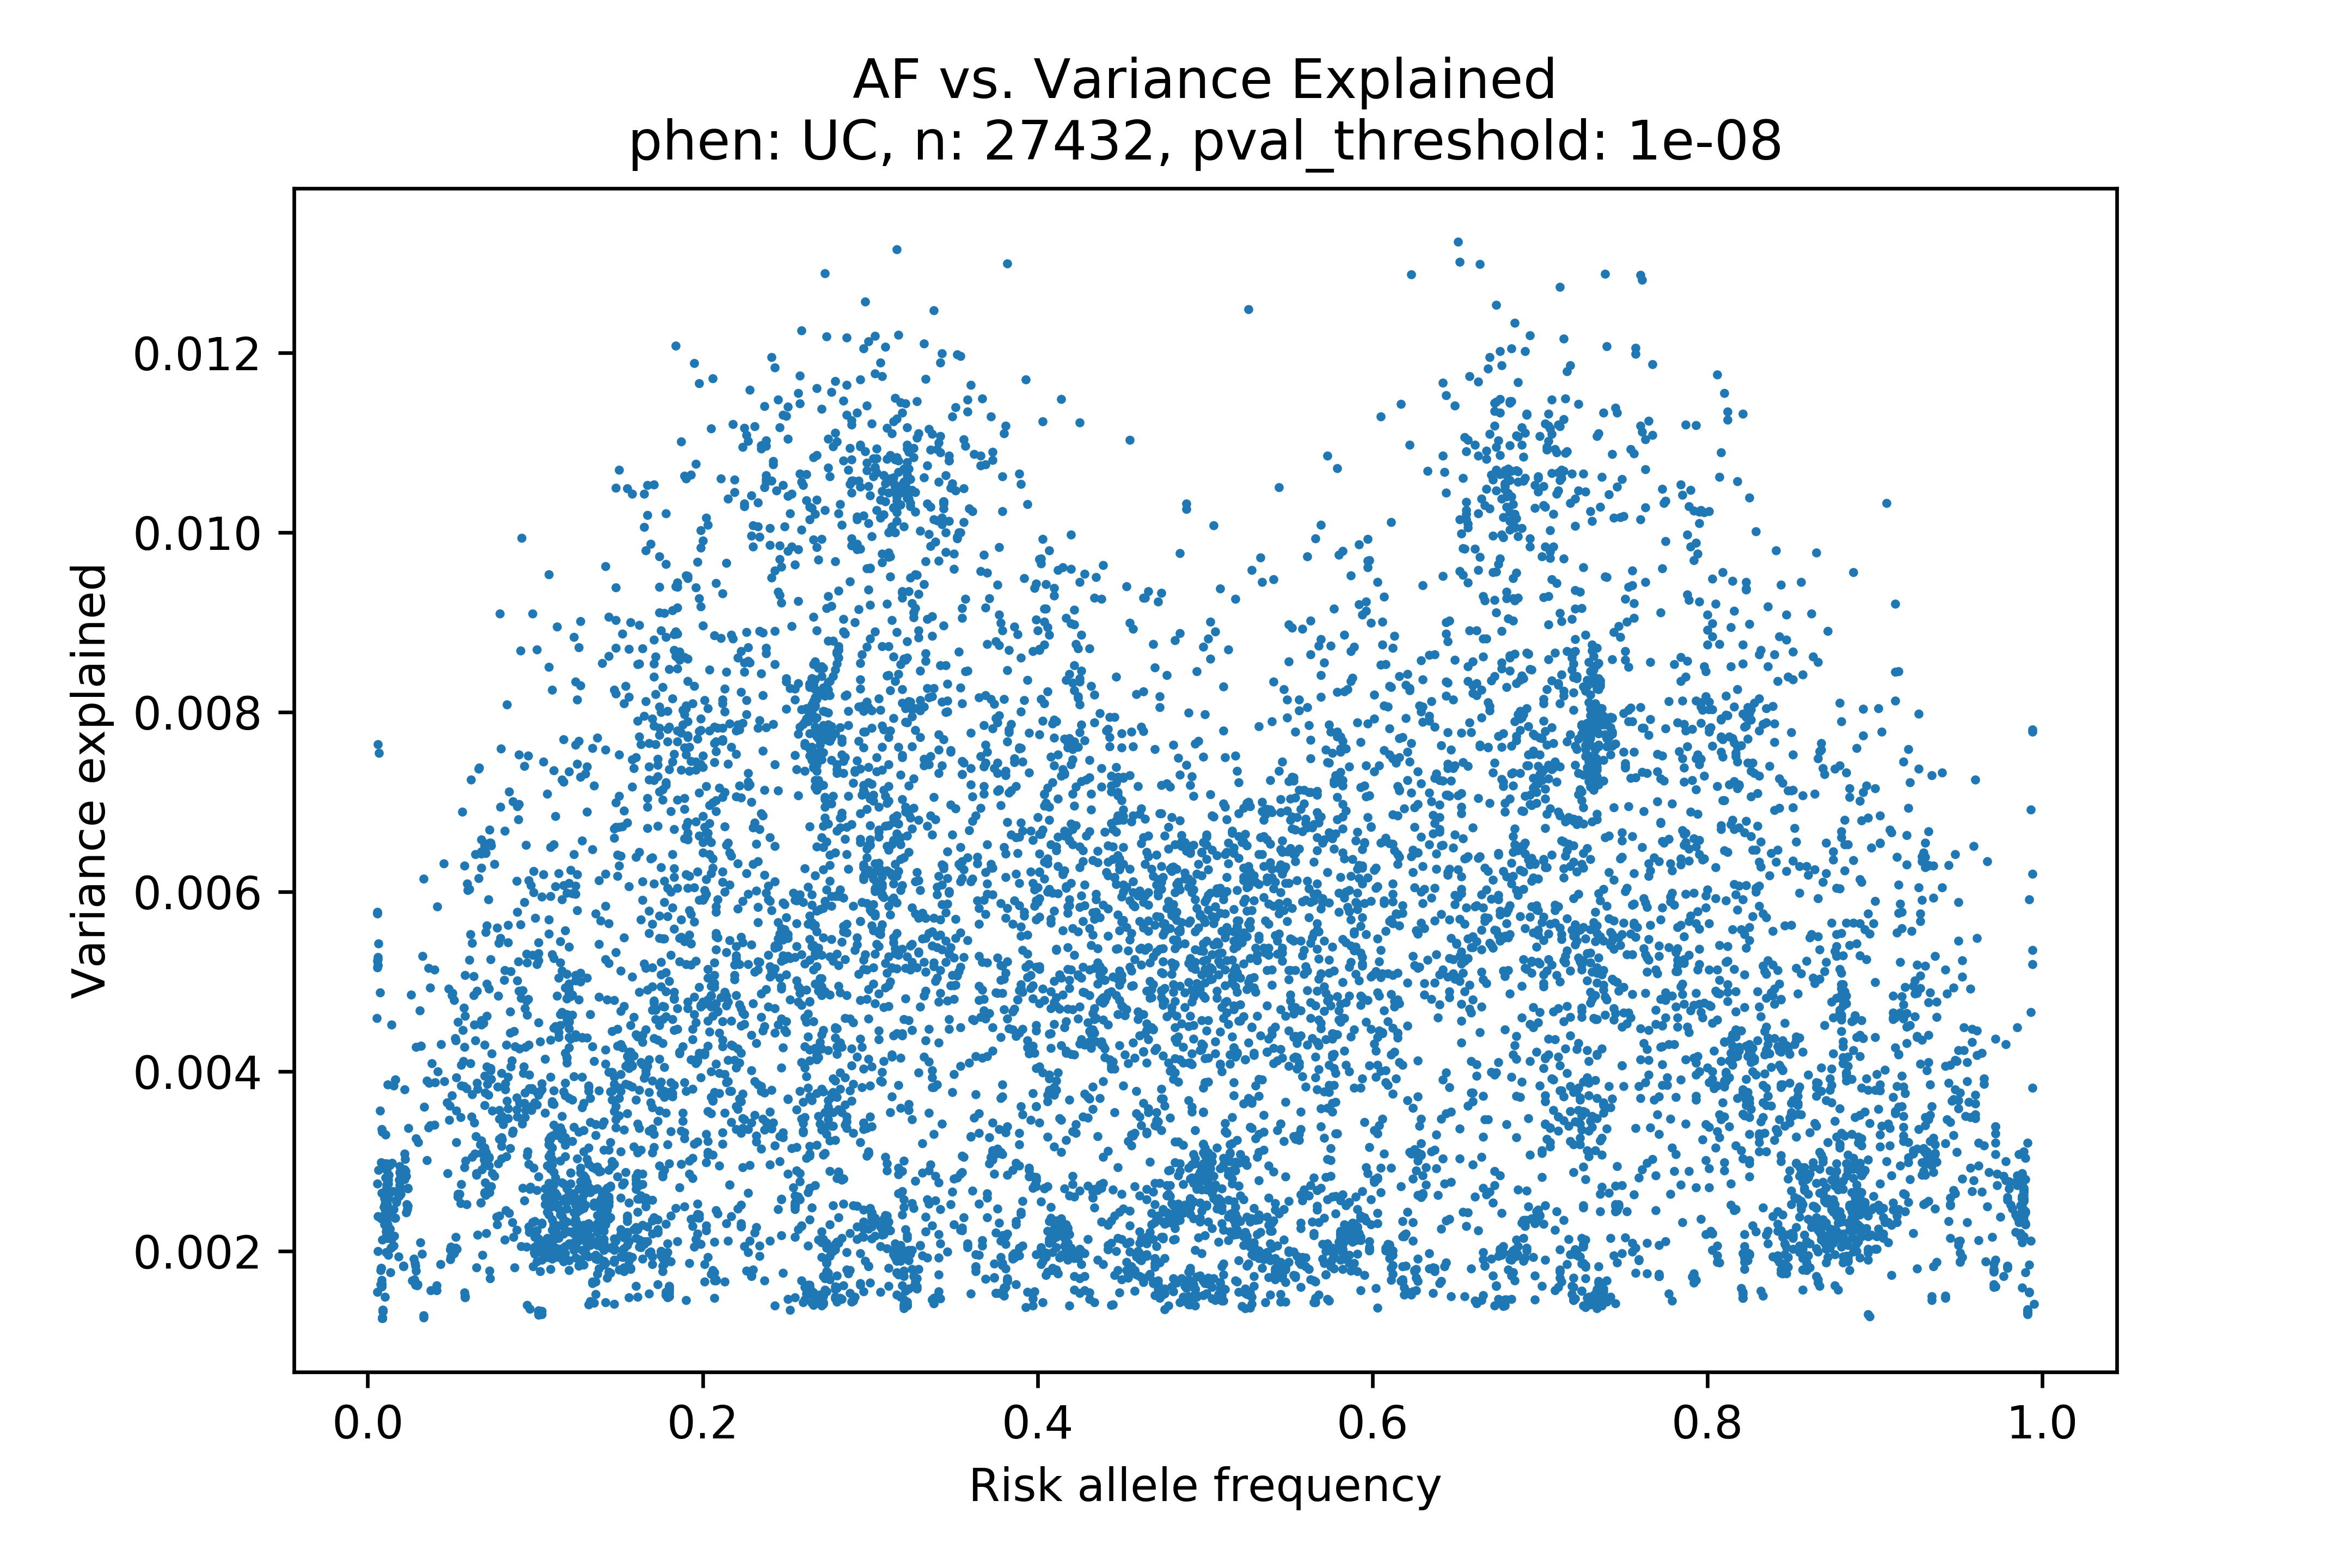 AF vs. Variance Explained
phen: UC, n: 27432, pval_threshold: 1e-08
Variance explained
0.012
0.010
0.008
0.006
0.004
0.002
0.0 0.2 0.4 0.6 0.8 1.0
Risk allele frequency